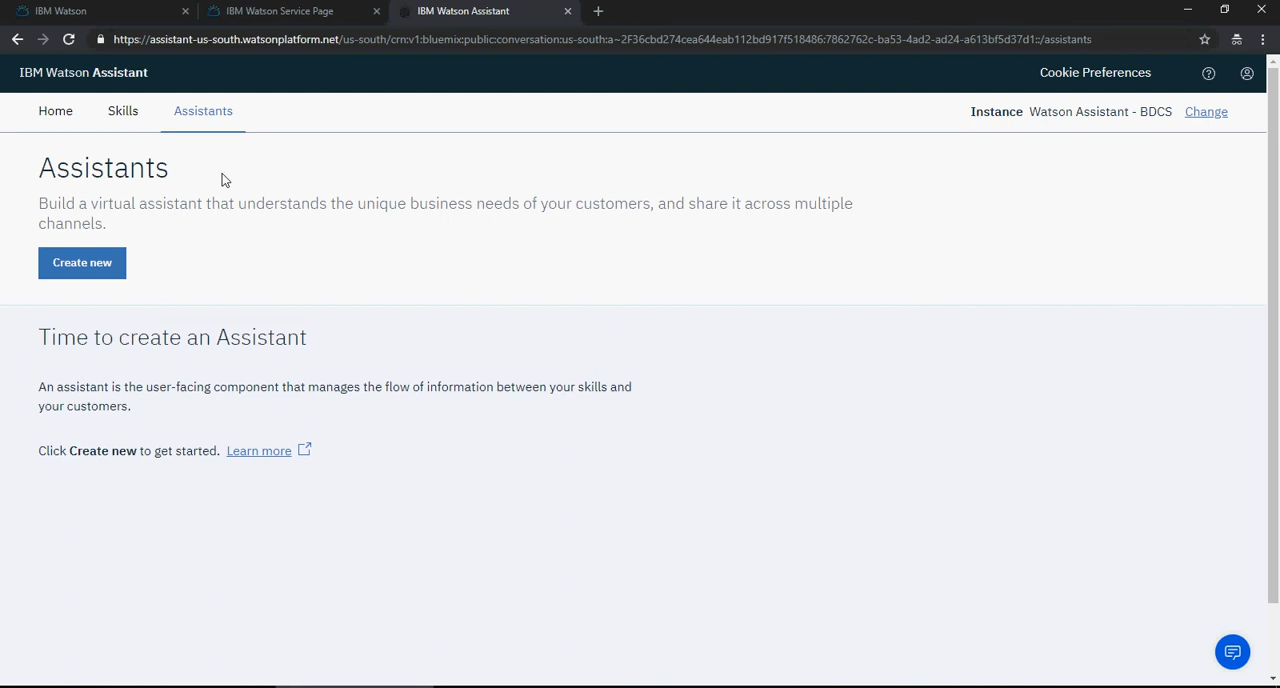 IBM Watson
IBM Watson Service Page
IBM Watson Assistant
https://assistant-us-south.watsonplatform.net/us-south/crn:v1:bluemix:public:conversation:us-south:a~2F36cbd274cea644eab112bd917f518486:7862762c-ba53-4ad2-ad24-a613bf5d37d1::/assistants
IBM Watson Assistant
Cookie Preferences
Home Skills Assistants
Instance Watson Assistant - BDCS Change
Assistants
Build a virtual assistant that understands the unique business needs of your customers, and share it across multiple
channels.
Create new
Time to create an Assistant
An assistant is the user-facing component that manages the flow of information between your skills and
your customers.
Click Create new to get started. Learn more